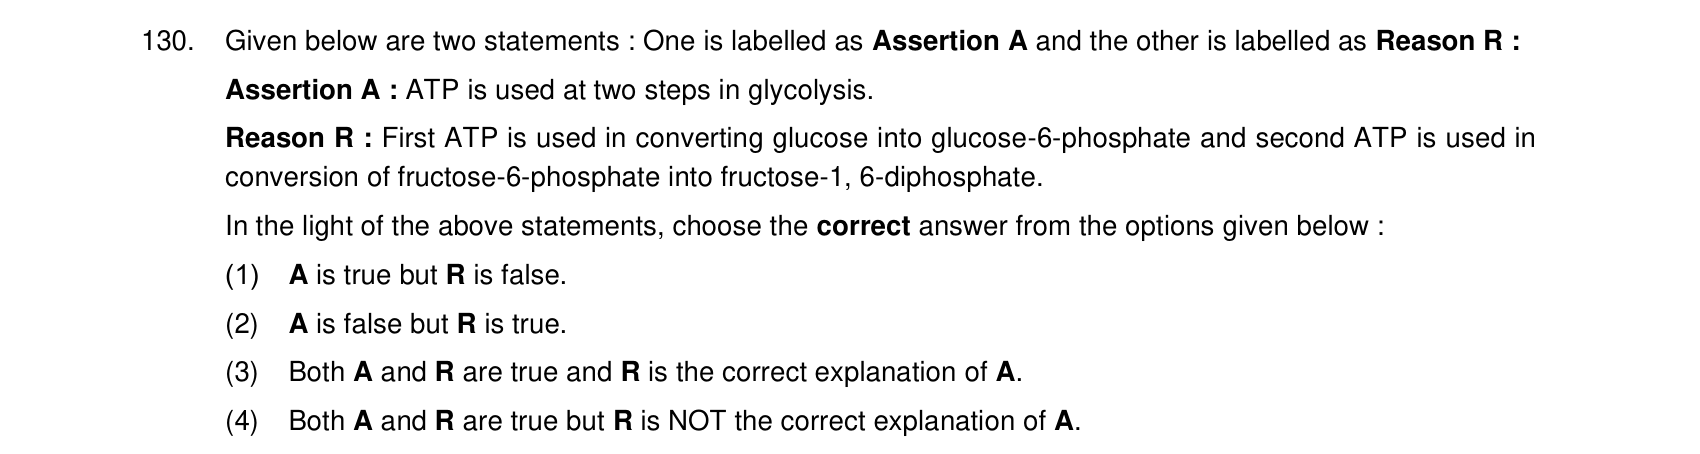 130. Given below are two statements : One is labelled as Assertion A and the other is labelled as Reason R :
Assertion A : ATP is used at two steps in glycolysis.
Reason R : First ATP is used in converting glucose into glucose-6-phosphate and second ATP is used in
conversion of fructose-6-phosphate into fructose-1, 6-diphosphate.
In the light of the above statements, choose the correct answer from the options given below :
(1) A is true but R is false.
(2) A is false but R is true.
(3) Both A and R are true and R is the correct explanation of A.
(4) Both A and R are true but R is NOT the correct explanation of A.